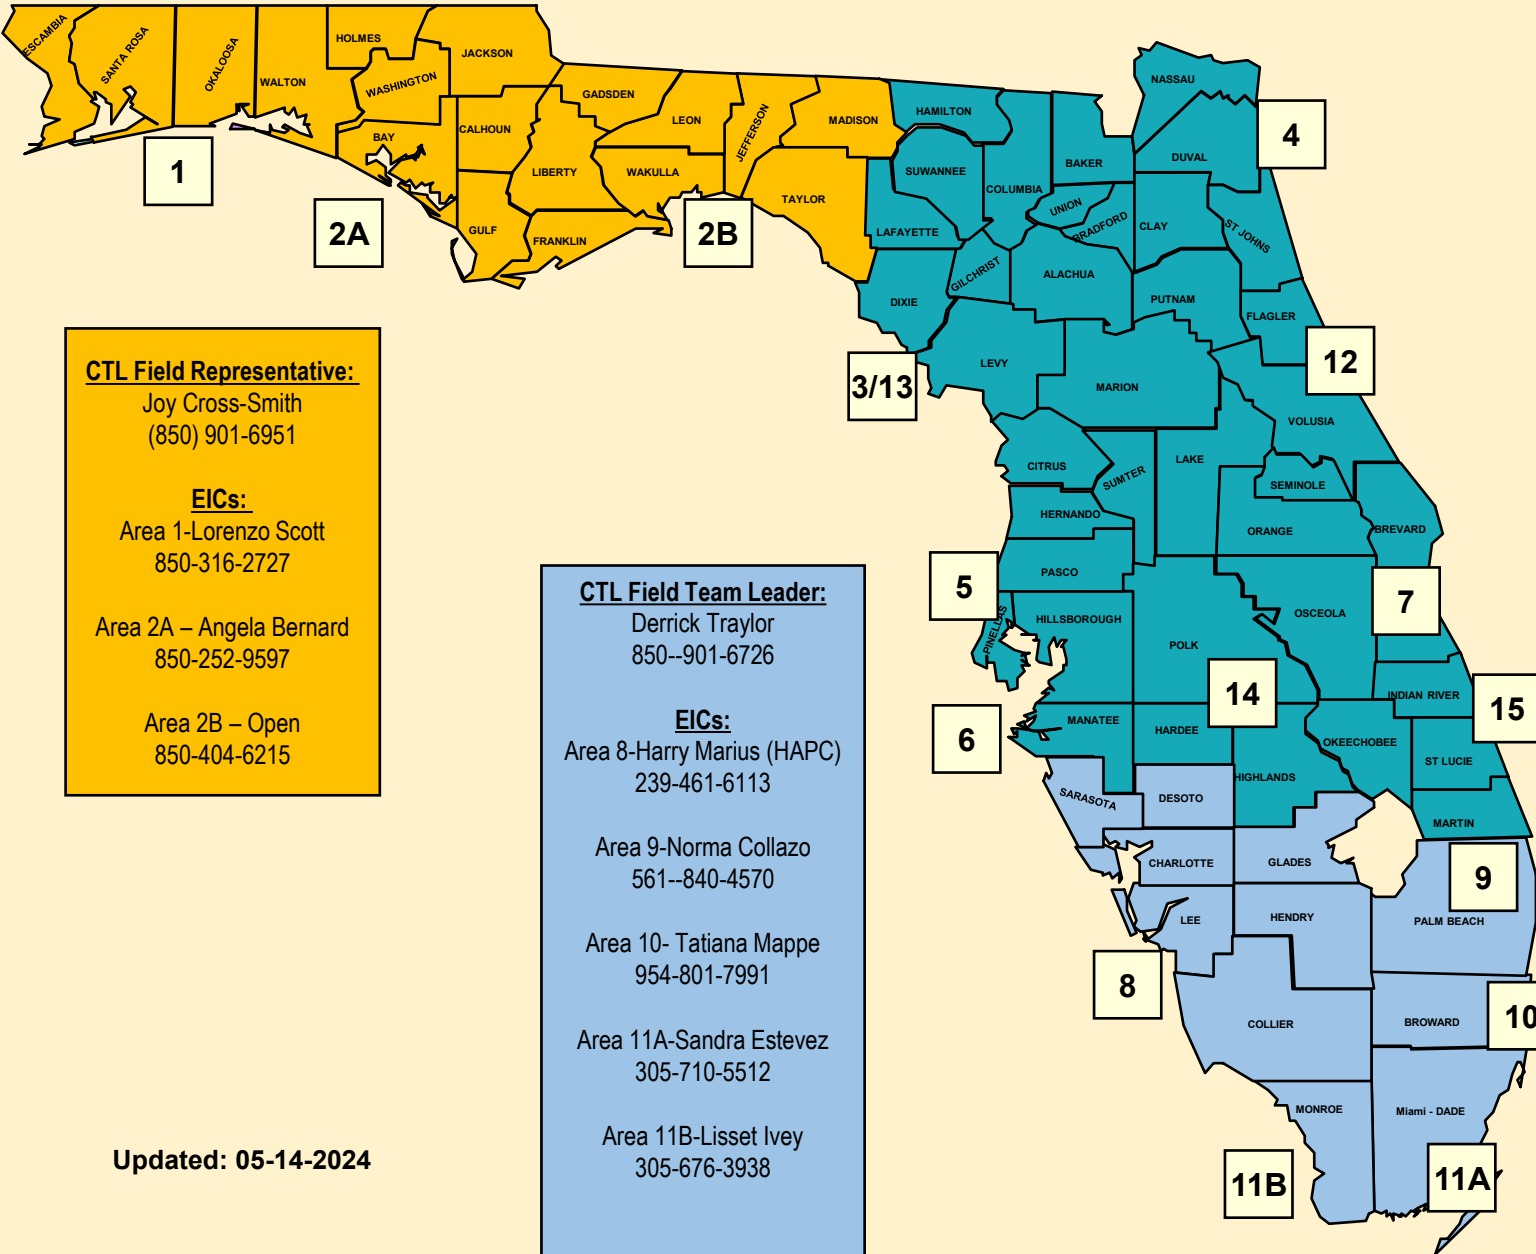 ESCAMBIA
SANTA ROSA
OKALOOSA
WALTON
HOLMES
WASHINGTON
JACKSON
BAY
CALHOUN
GULF
LIBERTY
GADSDEN
FRANKLIN
LEON
WAKULLA
JEFFERSON
MADISON
TAYLOR
HAMILTON
SUWANNEE
LAFAYETTE
COLUMBIA
BAKER
NASSAU
DUVAL
UNION
BRADFORD
CLAY
ST JOHNS
DIXIE
GILCHRIST
ALACHUA
PUTNAM
FLAGLER
LEVY
MARION
VOLUSIA
CITRUS
SUMTER
LAKE
SEMINOLE
HERNANDO
ORANGE
BREVARD
PASCO
PINELLAS
HILLSBOROUGH
POLK
OSCEOLA
INDIAN RIVER
MANATEE
HARDEE
HIGHLANDS
OKEECHOBEE
ST LUCIE
SARASOTA
DESOTO
MARTIN
CHARLOTTE
GLADES
LEE
HENDRY
PALM BEACH
COLLIER
BROWARD
MONROE
Miami - DADE
1
2A
2B
4
3/13
12
5
7
14
6
15
9
8
10
11B
11A
CTL Field Representative:
Joy Cross-Smith
(850) 901-6951
EICs:
Area 1-Lorenzo Scott
850-316-2727
Area 2A – Angela Bernard
850-252-9597
Area 2B – Open
850-404-6215
CTL Field Team Leader:
Derrick Traylor
850--901-6726
EICs:
Area 8-Harry Marius (HAPC)
239-461-6113
Area 9-Norma Collazo
561--840-4570
Area 10- Tatiana Mappe
954-801-7991
Area 11A-Sandra Estevez
305-710-5512
Area 11B-Lisset Ivey
305-676-3938
Updated: 05-14-2024